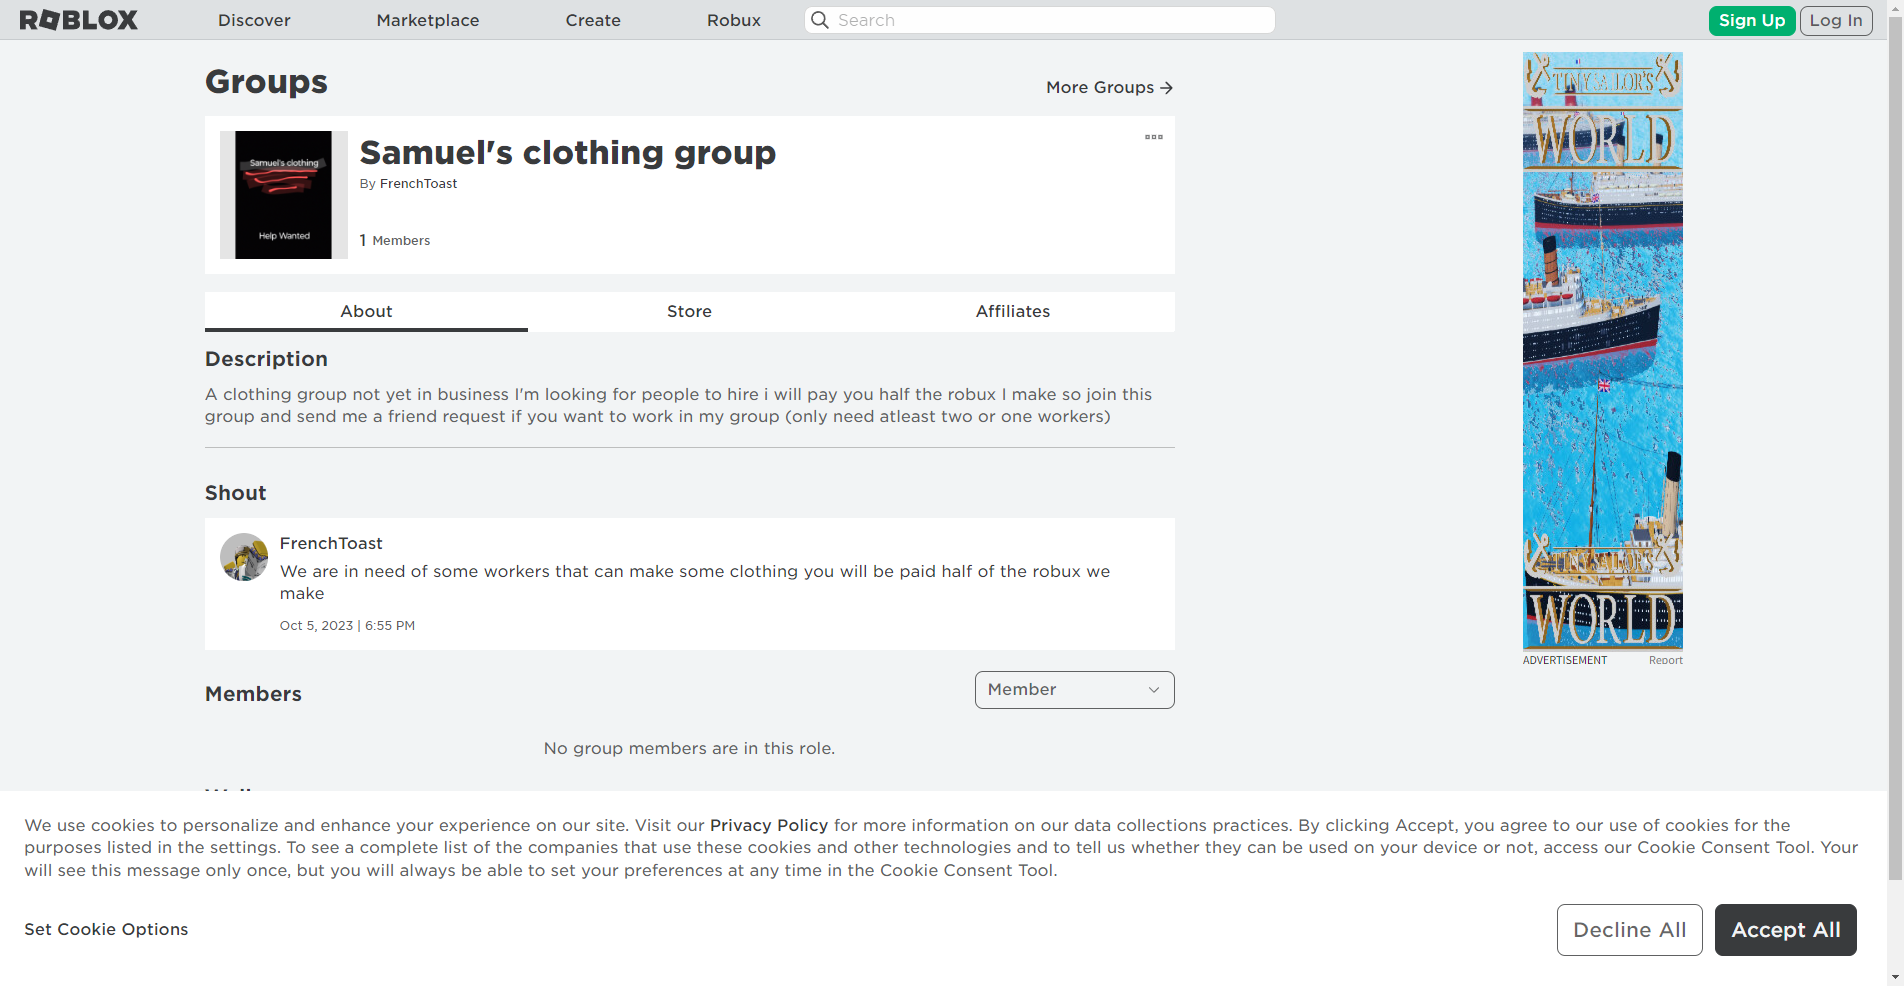 ROBLOX
Discover
Marketplace
Create
Robux
Search
Sign Up
Log In
Groups
More Groups
Samuel's clothing
Help Wanted
Samuel's clothing group
By FrenchToast
1 Members
About
Store
Affiliates
Description
A clothing group not yet in business I'm looking for people to hire i will pay you half the robux I make so join this
group and send me a friend request if you want to work in my group (only need atleast two or one workers)
Shout
FrenchToast
We are in need of some workers that can make some clothing you will be paid half of the robux we
make
Oct 5, 2023 | 6:55 PM
Members
Member
No group members are in this role.
TINYSAILOR'S
WORLD
TINYSAILOR'S
WORLD
ADVERTISEMENT
Report
We use cookies to personalize and enhance your experience on our site. Visit our Privacy Policy for more information on our data collections practices. By clicking Accept, you agree to our use of cookies for the
purposes listed in the settings. To see a complete list of the companies that use these cookies and other technologies and to tell us whether they can be used on your device or not, access our Cookie Consent Tool. Your
will see this message only once, but you will always be able to set your preferences at any time in the Cookie Consent Tool.
Set Cookie Options
Decline All
Accept All